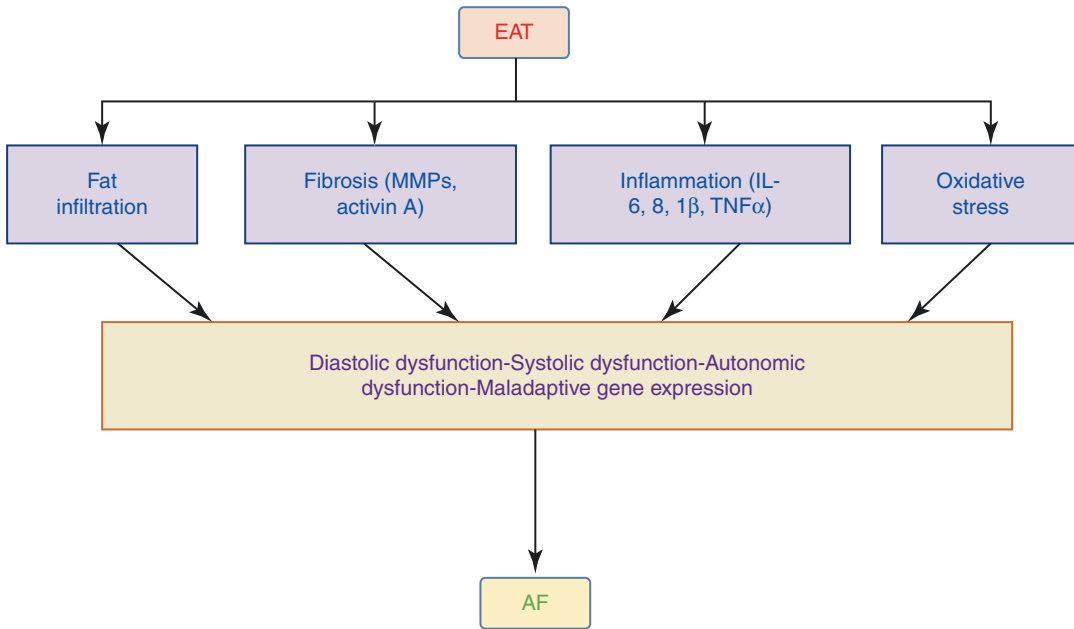 EAT
Fat
infiltration
Fibrosis (MMPs,
activin A)
Inflammation (IL-
6, 8, 1β, TNFα)
Oxidative
stress
Diastolic dysfunction-Systolic dysfunction-Autonomic
dysfunction-Maladaptive gene expression
AF